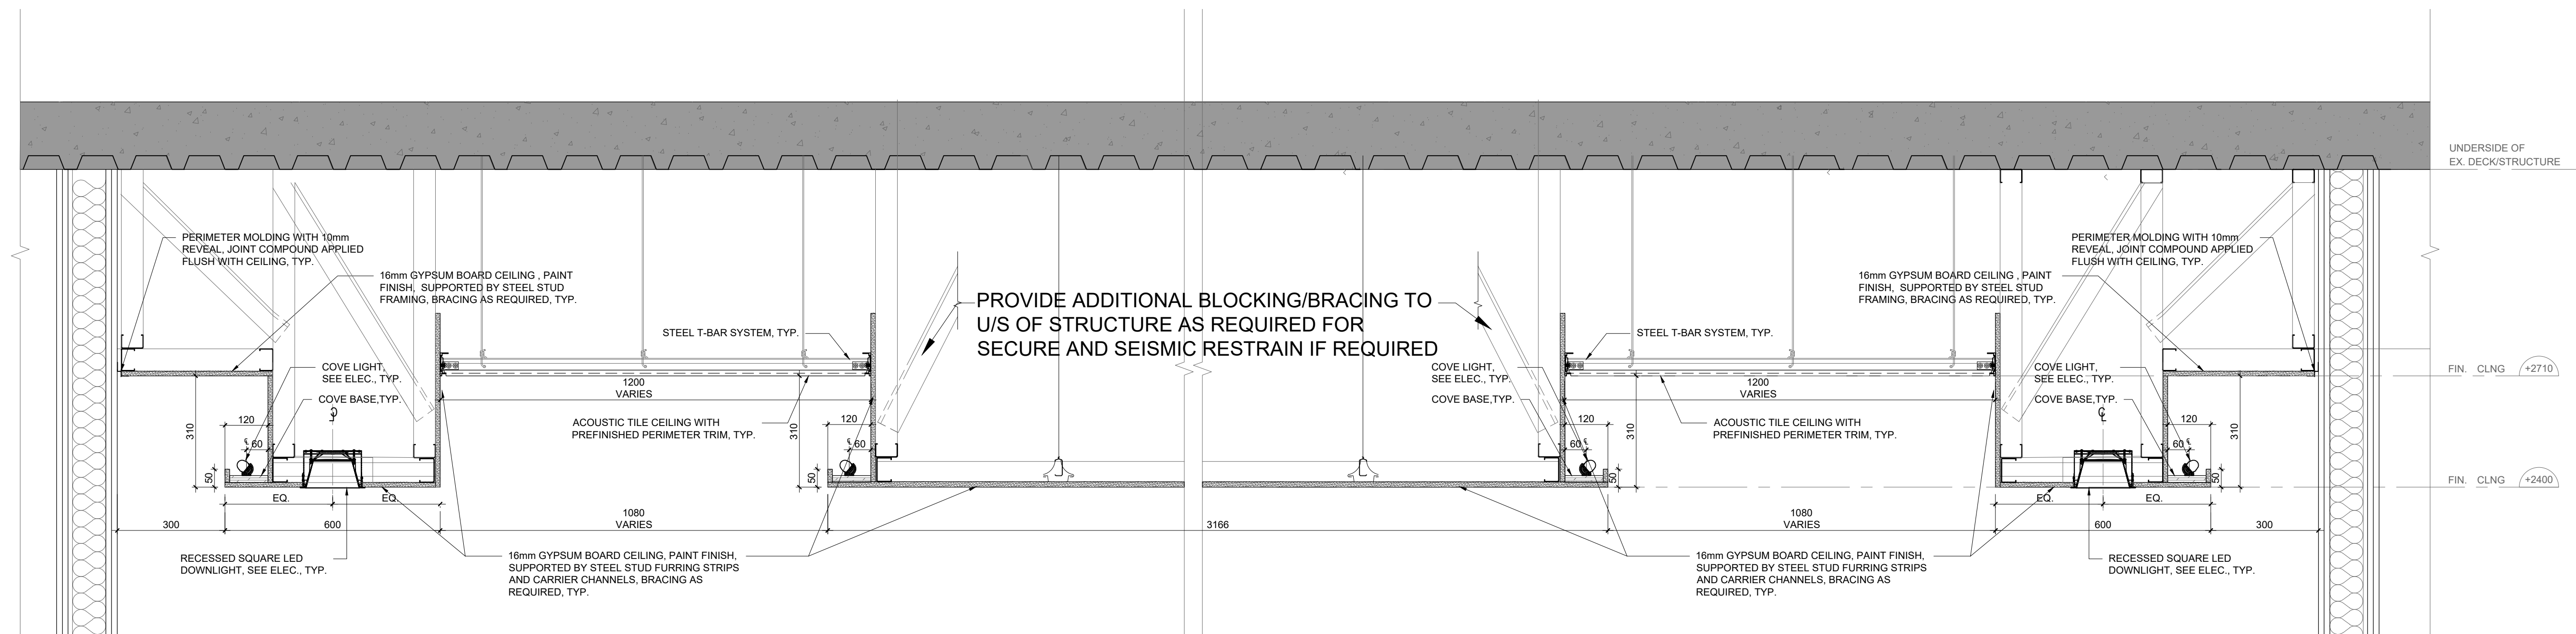 UNDERSIDE OF
EX. DECK/STRUCTURE
PERIMETER MOLDING WITH 10mm
REVEAL, JOINT COMPOUND APPLIED
FLUSH WITH CEILING, TYP.
16mm GYPSUM BOARD CEILING , PAINT
FINISH,  SUPPORTED BY STEEL STUD
FRAMING, BRACING AS REQUIRED, TYP.
STEEL T-BAR SYSTEM, TYP.
PROVIDE ADDITIONAL BLOCKING/BRACING TO
U/S OF STRUCTURE AS REQUIRED FOR
SECURE AND SEISMIC RESTRAIN IF REQUIRED
STEEL T-BAR SYSTEM, TYP.
16mm GYPSUM BOARD CEILING , PAINT
FINISH,  SUPPORTED BY STEEL STUD
FRAMING, BRACING AS REQUIRED, TYP.
PERIMETER MOLDING WITH 10mm
REVEAL, JOINT COMPOUND APPLIED
FLUSH WITH CEILING, TYP.
COVE LIGHT,
SEE ELEC., TYP.
COVE BASE,TYP.
1200
VARIES
ACOUSTIC TILE CEILING WITH
PREFINISHED PERIMETER TRIM, TYP.
COVE LIGHT,
SEE ELEC., TYP.
COVE BASE,TYP.
1200
VARIES
ACOUSTIC TILE CEILING WITH
PREFINISHED PERIMETER TRIM, TYP.
COVE LIGHT,
SEE ELEC., TYP.
COVE BASE,TYP.
FIN. CLNG +2710
310
120
℄
60
50
℄
310
120
℄
60
50
120
60
℄
310
50
℄
120
60
℄
310
50
FIN. CLNG +2400
EQ.
EQ.
EQ.
EQ.
300
600
1080
VARIES
3166
1080
VARIES
600
300
RECESSED SQUARE LED
DOWNLIGHT, SEE ELEC., TYP.
16mm GYPSUM BOARD CEILING, PAINT FINISH,
SUPPORTED BY STEEL STUD FURRING STRIPS
AND CARRIER CHANNELS, BRACING AS
REQUIRED, TYP.
16mm GYPSUM BOARD CEILING, PAINT FINISH,
SUPPORTED BY STEEL STUD FURRING STRIPS
AND CARRIER CHANNELS, BRACING AS
REQUIRED, TYP.
RECESSED SQUARE LED
DOWNLIGHT, SEE ELEC., TYP.